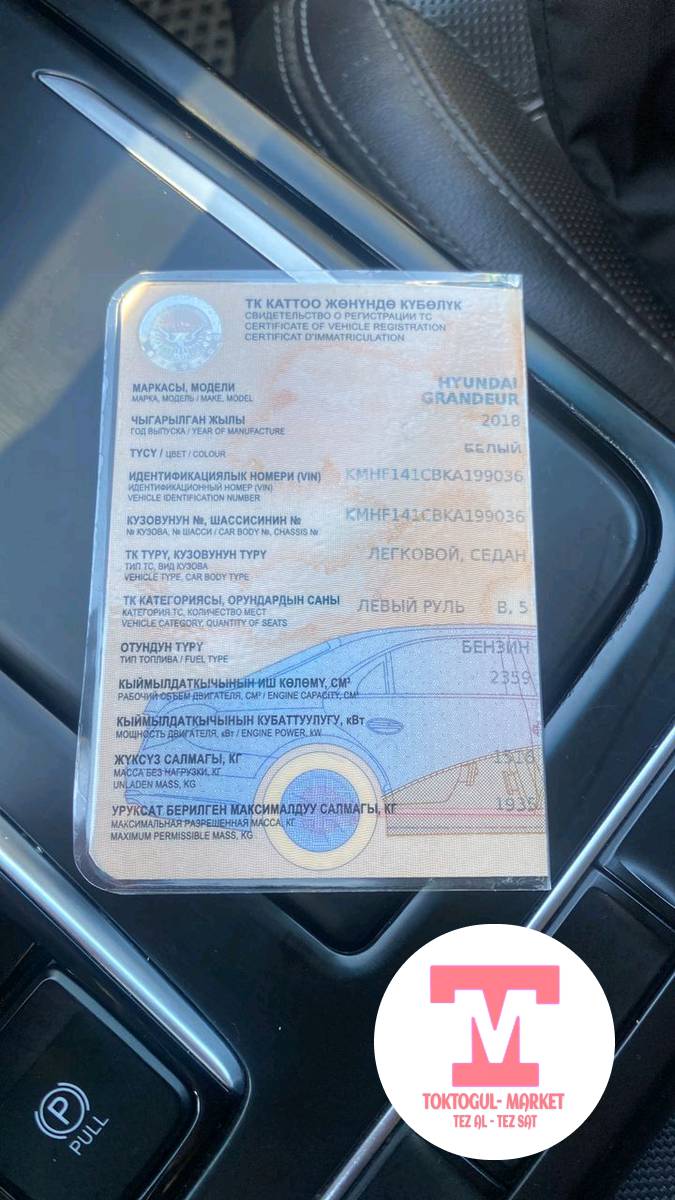 ТК КАТТОО ЖӨНҮНДӨ КҮБӨЛҮК
СВИДЕТЕЛЬСТВО О РЕГИСТРАЦИИ ТС
CERTIFICATE OF VEHICLE REGISTRATION
CERTIFICAT D'IMMATRICULATION
МАРКАСЫ, МОДЕЛИ HYUNDAI
МАРКА, МОДЕЛЬ / MAKE, MODEL GRANDEUR
ЧЫГАРЫЛГАН ЖЫЛЫ 2018
ГОД ВЫПУСКА / YEAR OF MANUFACTURE
ТҮСҮ / ЦВЕТ / COLOUR БЕЛЫЙ
ИДЕНТИФИКАЦИЯЛЫК НОМЕРИ (VIN) KMHF141CBKA199036
ИДЕНТИФИКАЦИОННЫЙ НОМЕР (VIN)
VEHICLE IDENTIFICATION NUMBER
КУЗОВУНУН №, ШАССИСИНИН № KMHF141CBKA199036
№ КУЗОВА, № ШАССИ / CAR BODY №, CHASSIS №
ТК ТҮРҮ, КУЗОВУНУН ТҮРҮ ЛЕГКОВОЙ, СЕДАН
ТИП ТС, ВИД КУЗОВА
VEHICLE TYPE, CAR BODY TYPE
ТК КАТЕГОРИЯСЫ, ОРУНДАРДЫН САНЫ ЛЕВЫЙ РУЛЬ B, 5
КАТЕГОРИЯ ТС, КОЛИЧЕСТВО МЕСТ
VEHICLE CATEGORY, QUANTITY OF SEATS
ОТУНДУН ТҮРҮ БЕНЗИН
ТИП ТОПЛИВА / FUEL TYPE
КЫЙМЫЛДАТКЫЧЫНЫН ИШ КӨЛӨМҮ, СМ³ 2359
РАБОЧИЙ ОБЪЕМ ДВИГАТЕЛЯ, СМ³ / ENGINE CAPACITY, CM³
КЫЙМЫЛДАТКЫЧЫНЫН КУБАТТУУЛУГУ, кВт
МОЩНОСТЬ ДВИГАТЕЛЯ, кВт / ENGINE POWER, kW
ЖҮКСҮЗ САЛМАГЫ, КГ
МАССА БЕЗ НАГРУЗКИ, КГ
UNLADEN MASS, KG
УРУКСАТ БЕРИЛГЕН МАКСИМАЛДУУ САЛМАГЫ, КГ 1935
МАКСИМАЛЬНАЯ РАЗРЕШЕННАЯ МАССА, КГ
MAXIMUM PERMISSIBLE MASS, KG
P
PULL
TM
TOKTOGUL- MARKET
TEZ AL - TEZ SAT